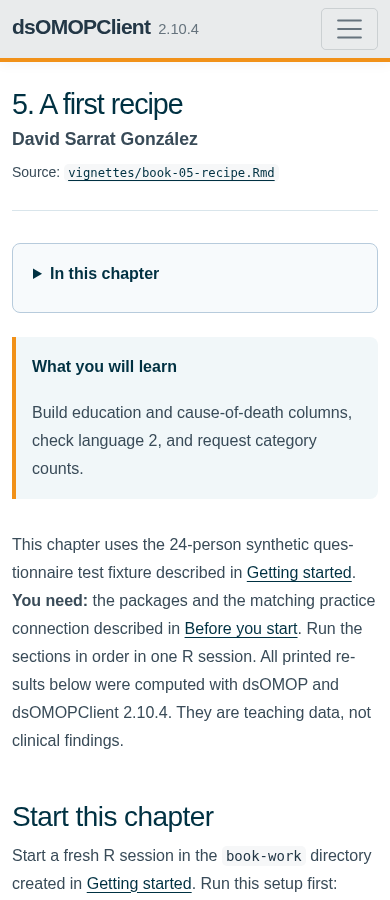 dsOMOPClient 2.10.4
5. A first recipe
David Sarrat González
Source: vignettes/book-05-recipe.Rmd
In this chapter
What you will learn
Build education and cause-of-death columns,
check language 2, and request category
counts.
This chapter uses the 24-person synthetic ques-
tionnaire test fixture described in Getting started.
You need: the packages and the matching practice
connection described in Before you start. Run the
sections in order in one R session. All printed re-
sults below were computed with dsOMOP and
dsOMOPClient 2.10.4. They are teaching data, not
clinical findings.
Start this chapter
Start a fresh R session in the book-work directory
created in Getting started. Run this setup first: